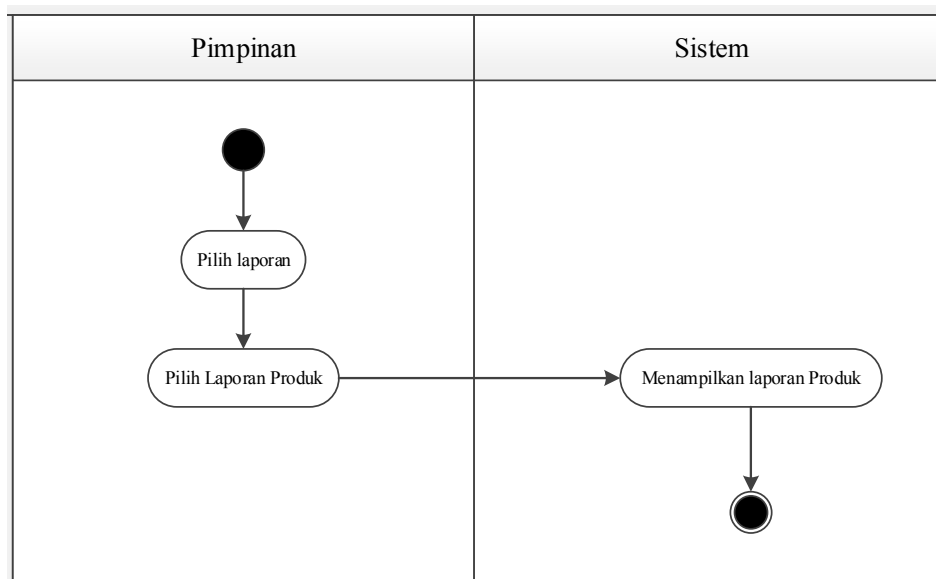 Pimpinan
Sistem
Pilih laporan
Pilih Laporan Produk
Menampilkan laporan Produk